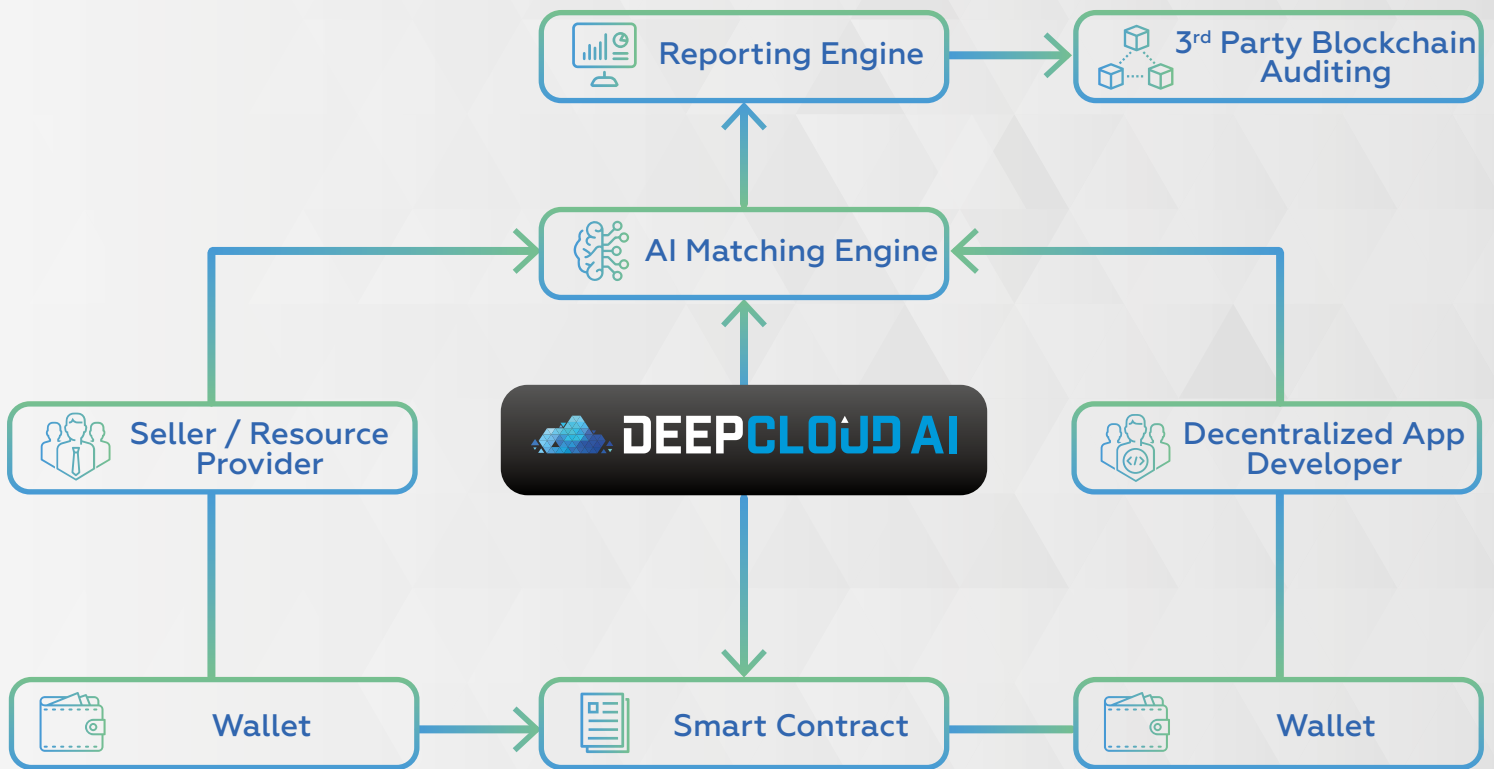 Reporting Engine
3rd Party Blockchain
Auditing
AI Matching Engine
Seller / Resource
Provider
DEEPCLOUD AI
Decentralized App
Developer
Wallet
Smart Contract
Wallet